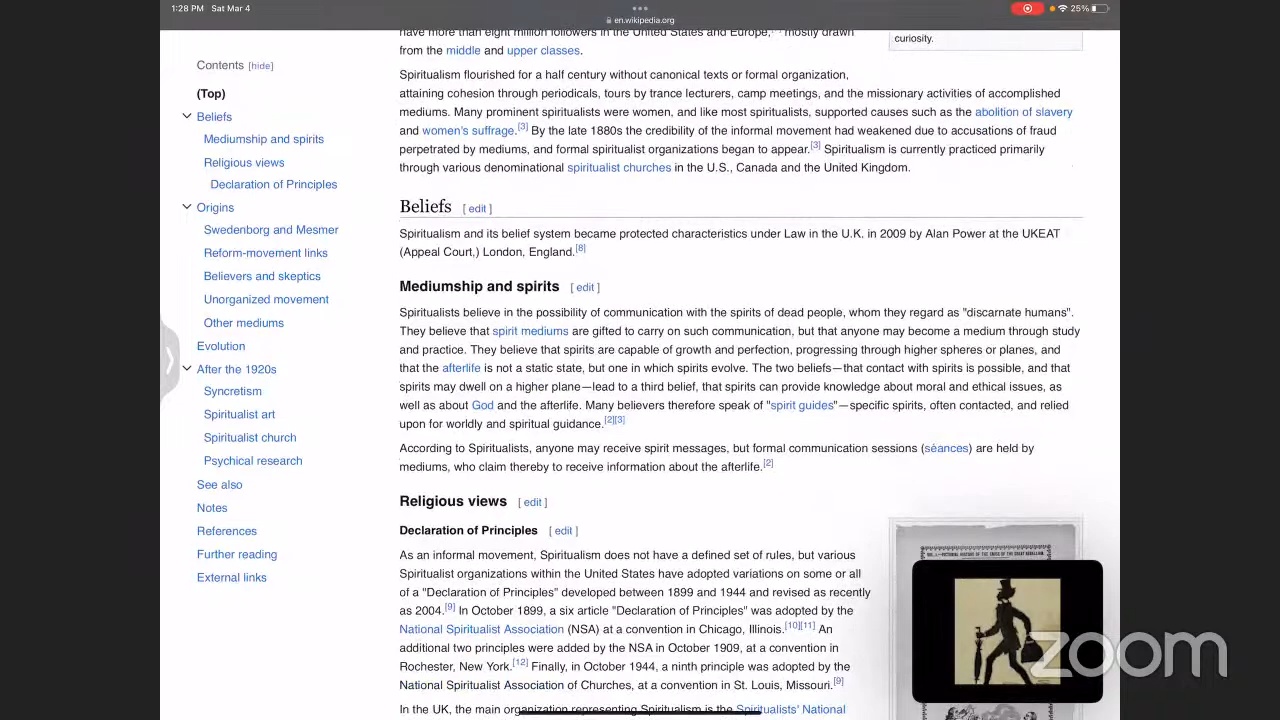 1:28 PM Sat Mar 4
en.wikipedia.org
25%
have more than eight million followers in the United States and Europe, mostly drawn
from the middle and upper classes.
curiosity.
Contents [hide]
(Top)
Beliefs
Mediumship and spirits
Religious views
Declaration of Principles
Origins
Swedenborg and Mesmer
Reform-movement links
Believers and skeptics
Unorganized movement
Other mediums
Evolution
After the 1920s
Syncretism
Spiritualist art
Spiritualist church
Psychical research
See also
Notes
References
Further reading
External links
Spiritualism flourished for a half century without canonical texts or formal organization,
attaining cohesion through periodicals, tours by trance lecturers, camp meetings, and the missionary activities of accomplished
mediums. Many prominent spiritualists were women, and like most spiritualists, supported causes such as the abolition of slavery
and women's suffrage.[3] By the late 1880s the credibility of the informal movement had weakened due to accusations of fraud
perpetrated by mediums, and formal spiritualist organizations began to appear.[3] Spiritualism is currently practiced primarily
through various denominational spiritualist churches in the U.S., Canada and the United Kingdom.
Beliefs [ edit ]
Spiritualism and its belief system became protected characteristics under Law in the U.K. in 2009 by Alan Power at the UKEAT
(Appeal Court,) London, England.[8]
Mediumship and spirits [ edit ]
Spiritualists believe in the possibility of communication with the spirits of dead people, whom they regard as "discarnate humans".
They believe that spirit mediums are gifted to carry on such communication, but that anyone may become a medium through study
and practice. They believe that spirits are capable of growth and perfection, progressing through higher spheres or planes, and
that the afterlife is not a static state, but one in which spirits evolve. The two beliefs—that contact with spirits is possible, and that
spirits may dwell on a higher plane—lead to a third belief, that spirits can provide knowledge about moral and ethical issues, as
well as about God and the afterlife. Many believers therefore speak of "spirit guides"—specific spirits, often contacted, and relied
upon for worldly and spiritual guidance.[2][3]
According to Spiritualists, anyone may receive spirit messages, but formal communication sessions (séances) are held by
mediums, who claim thereby to receive information about the afterlife.[2]
Religious views [ edit ]
Declaration of Principles [ edit ]
As an informal movement, Spiritualism does not have a defined set of rules, but various
Spiritualist organizations within the United States have adopted variations on some or all
of a "Declaration of Principles" developed between 1899 and 1944 and revised as recently
as 2004.[9] In October 1899, a six article "Declaration of Principles" was adopted by the
National Spiritualist Association (NSA) at a convention in Chicago, Illinois.[10][11] An
additional two principles were added by the NSA in October 1909, at a convention in
Rochester, New York.[12] Finally, in October 1944, a ninth principle was adopted by the
National Spiritualist Association of Churches, at a convention in St. Louis, Missouri.[9]
In the UK, the main organization representing Spiritualism is the Spiritualists' National
zoom